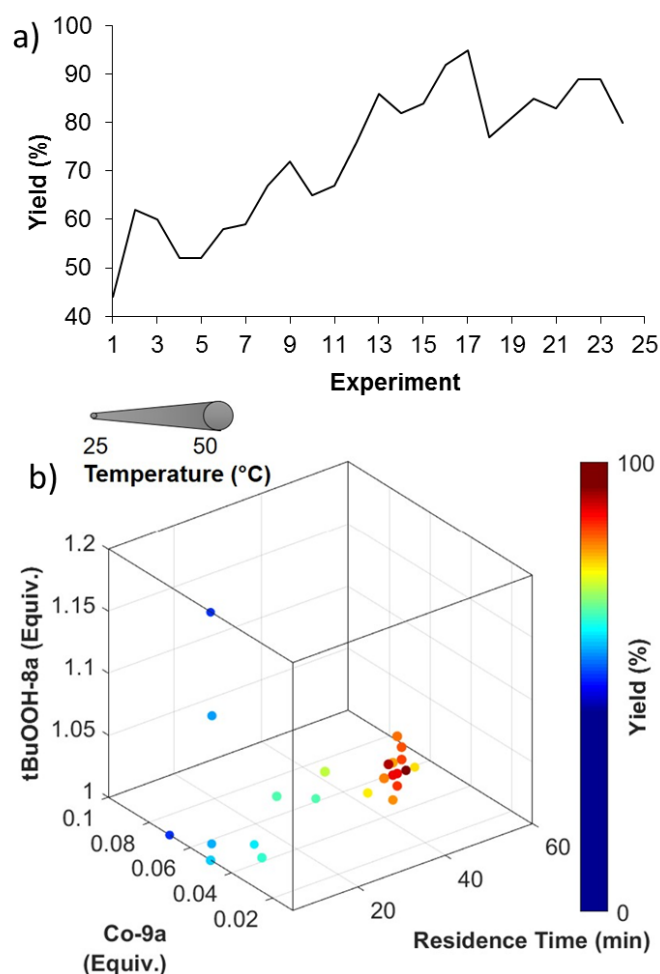 a)
100
90
80
70
60
50
40
Yield (%)
1 3 5 7 9 11 13 15 17 19 21 23 25
Experiment
25 50
Temperature (°C)
b)
1.2
1.15
1.1
1.05
1
tBuOOH-8a (Equiv.)
0.1
0.08
0.06
0.04
0.02
Co-9a
(Equiv.)
20
40
60
Residence Time (min)
100
0
Yield (%)